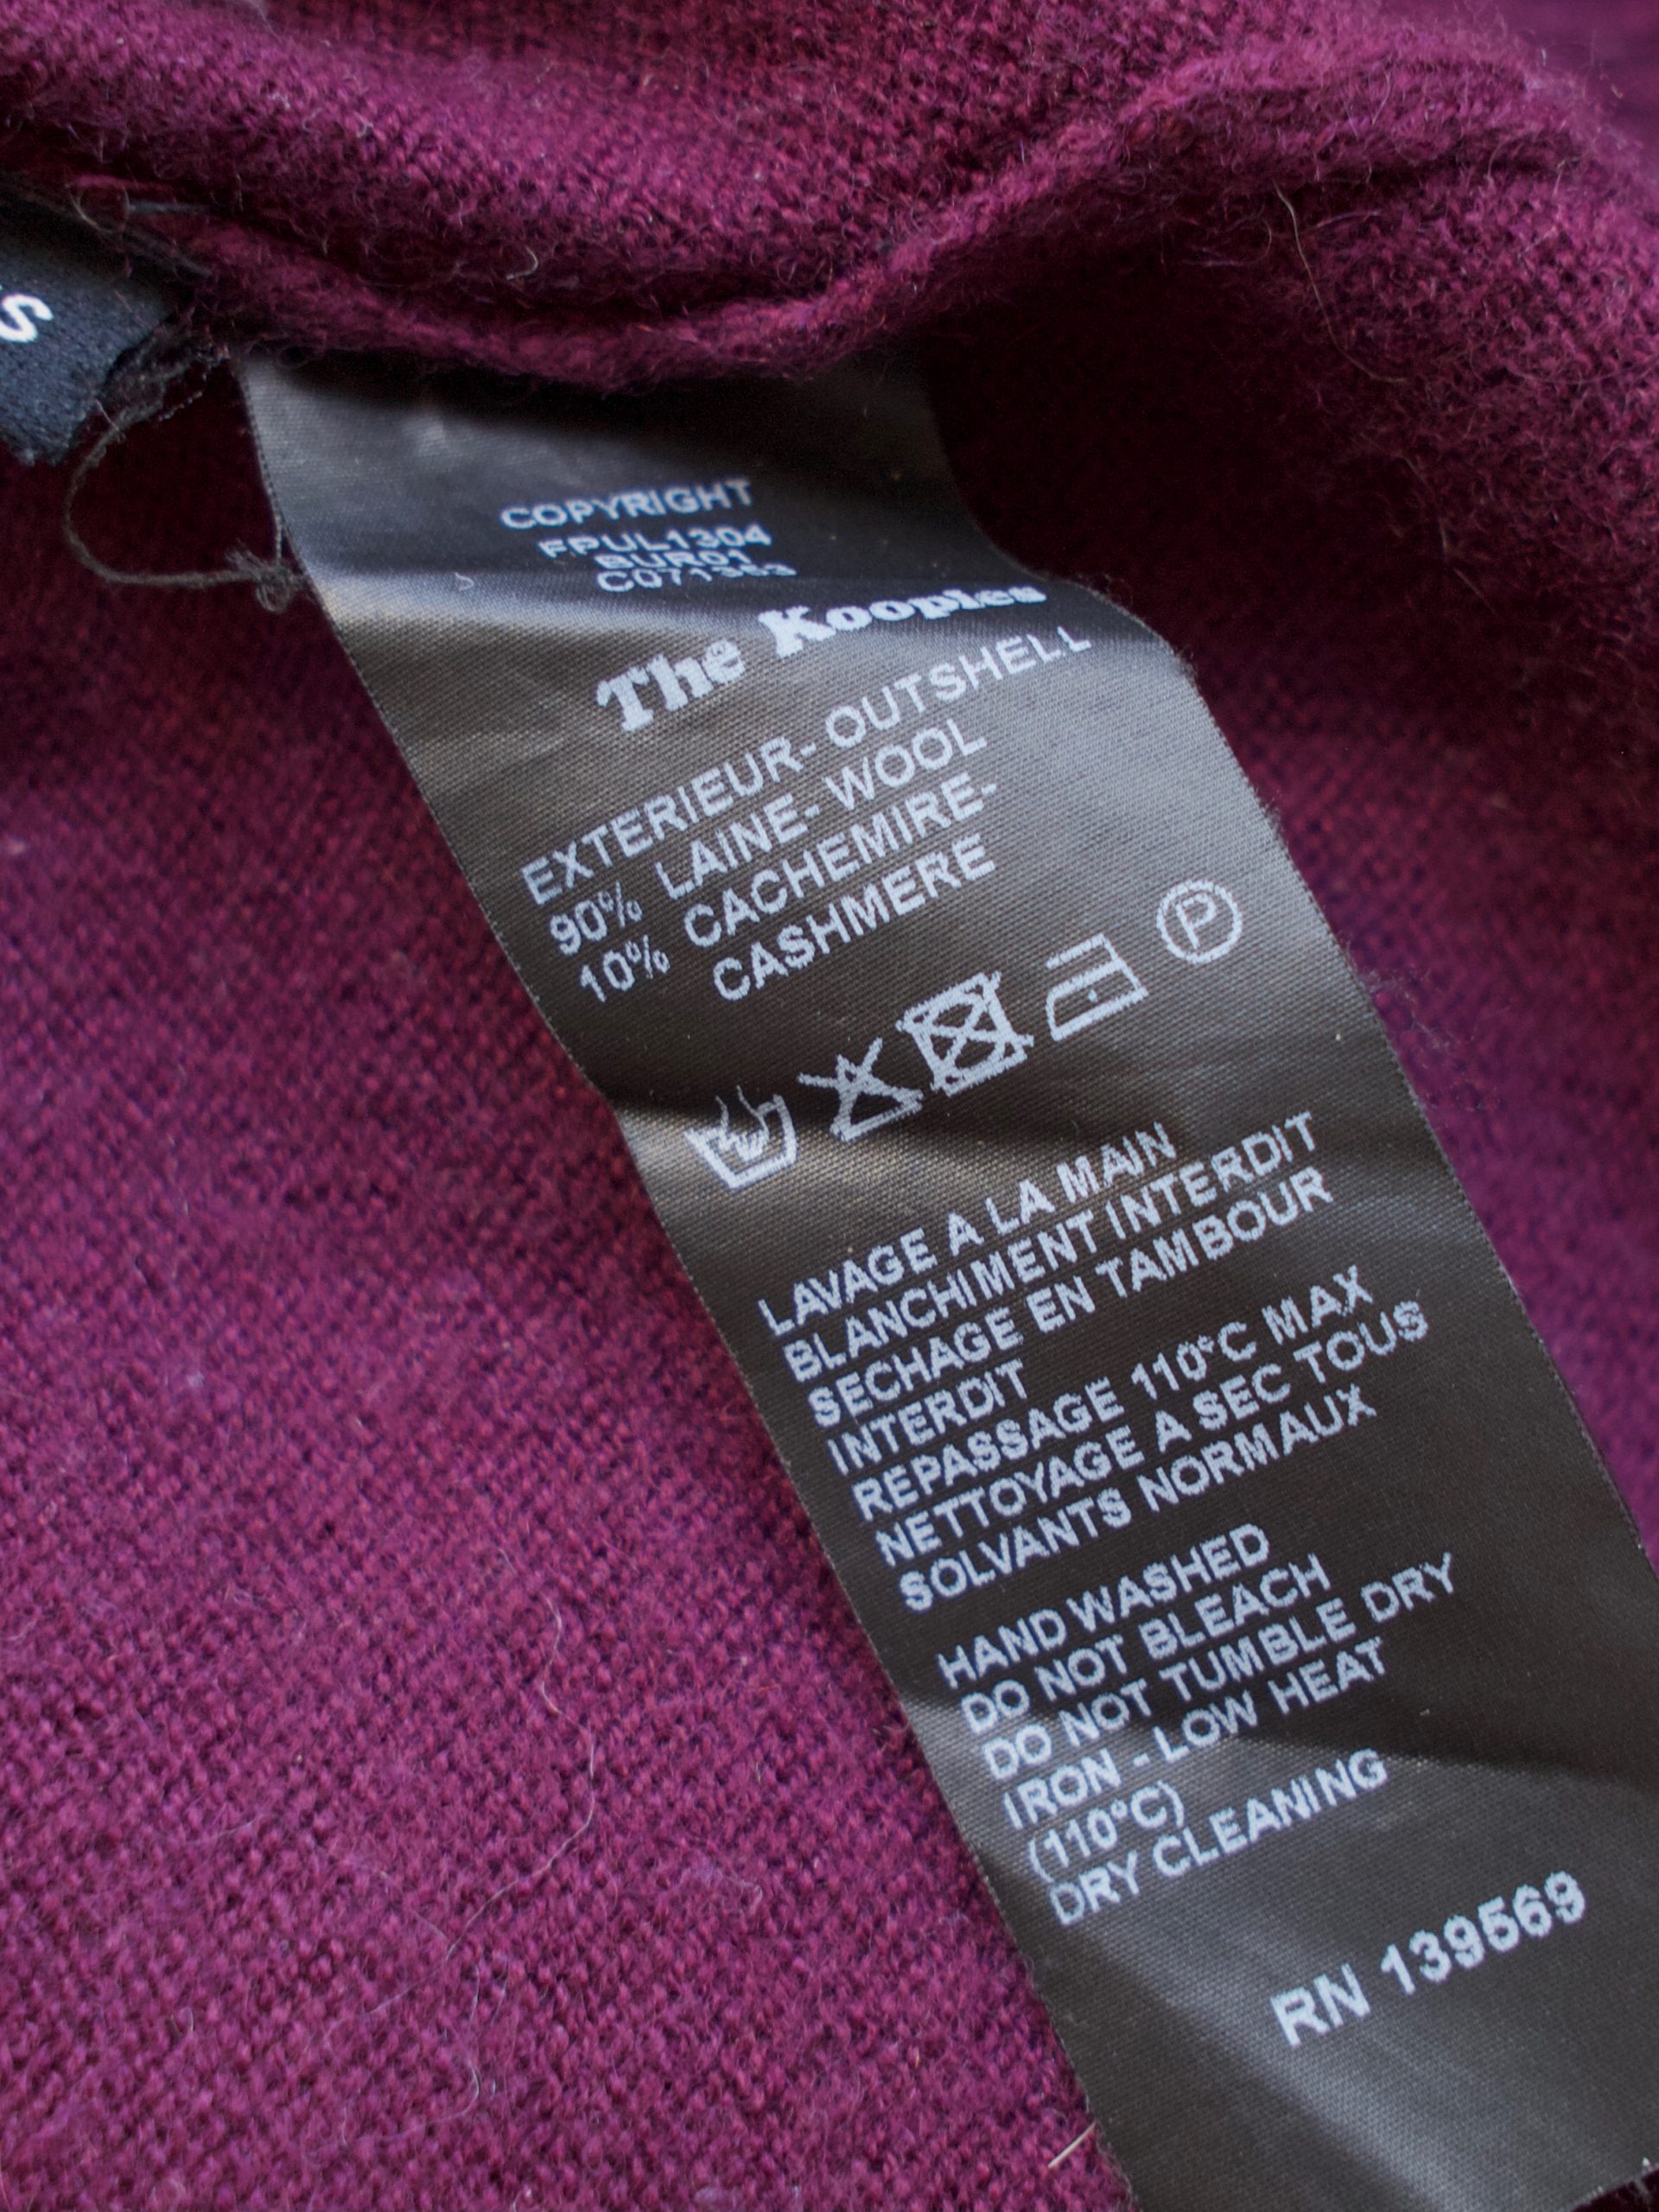 S
COPYRIGHT
FPUL1304
BUR01
The Kooples
EXTERIEUR- OUTSHELL
90% LAINE- WOOL
10% CACHEMIRE-
CASHMERE
P
LAVAGE A LA MAIN
BLANCHIMENT INTERDIT
SECHAGE EN TAMBOUR
INTERDIT
REPASSAGE 110°C MAX
NETTOYAGE A SEC TOUS
SOLVANTS NORMAUX
HAND WASHED
DO NOT BLEACH
DO NOT TUMBLE DRY
IRON - LOW HEAT
(110°C)
DRY CLEANING
RN 139569